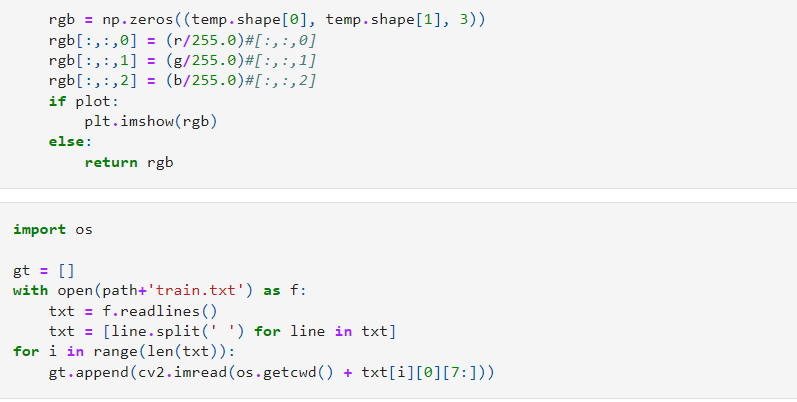 rgb = np.zeros((temp.shape[0], temp.shape[1], 3))
    rgb[:,:,0] = (r/255.0)#[:,:,0]
    rgb[:,:,1] = (g/255.0)#[:,:,1]
    rgb[:,:,2] = (b/255.0)#[:,:,2]
    if plot:
        plt.imshow(rgb)
    else:
        return rgb
import os
gt = []
with open(path+'train.txt') as f:
    txt = f.readlines()
    txt = [line.split(' ') for line in txt]
for i in range(len(txt)):
    gt.append(cv2.imread(os.getcwd() + txt[i][0][7:]))